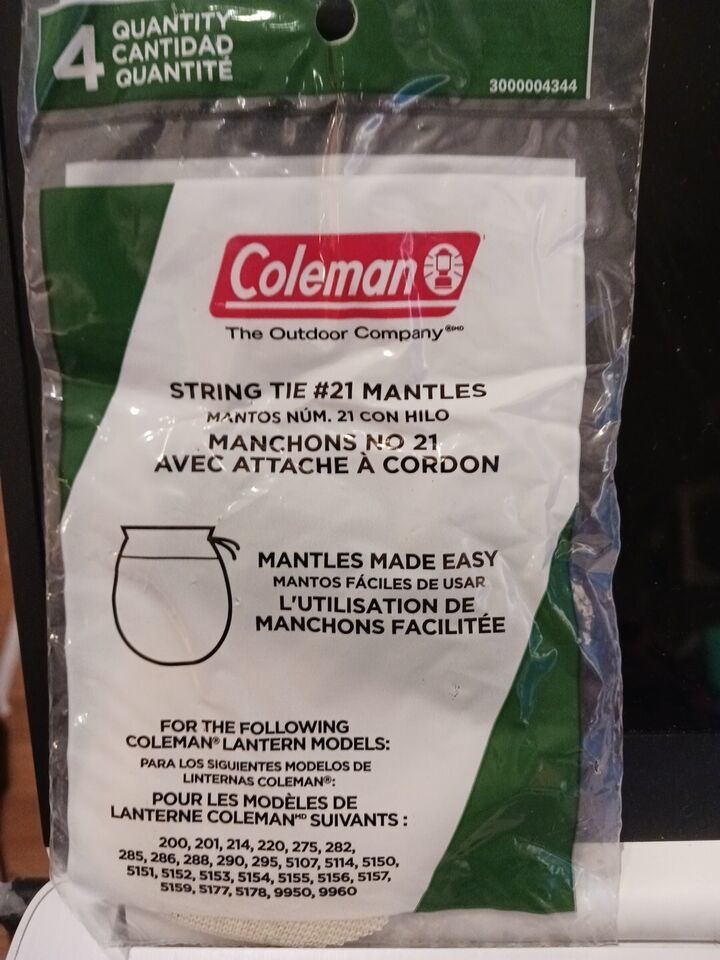 4
QUANTITY
CANTIDAD
QUANTITÉ
3000004344
Coleman
The Outdoor Company®MD
STRING TIE #21 MANTLES
MANTOS NÚM. 21 CON HILO
MANCHONS NO 21
AVEC ATTACHE À CORDON
MANTLES MADE EASY
MANTOS FÁCILES DE USAR
L'UTILISATION DE
MANCHONS FACILITÉE
FOR THE FOLLOWING
COLEMAN® LANTERN MODELS:
PARA LOS SIGUIENTES MODELOS DE
LINTERNAS COLEMAN®:
POUR LES MODÈLES DE
LANTERNE COLEMANᴹᴰ SUIVANTS :
200, 201, 214, 220, 275, 282,
285, 286, 288, 290, 295, 5107, 5114, 5150,
5151, 5152, 5153, 5154, 5155, 5156, 5157,
5159, 5177, 5178, 9950, 9960